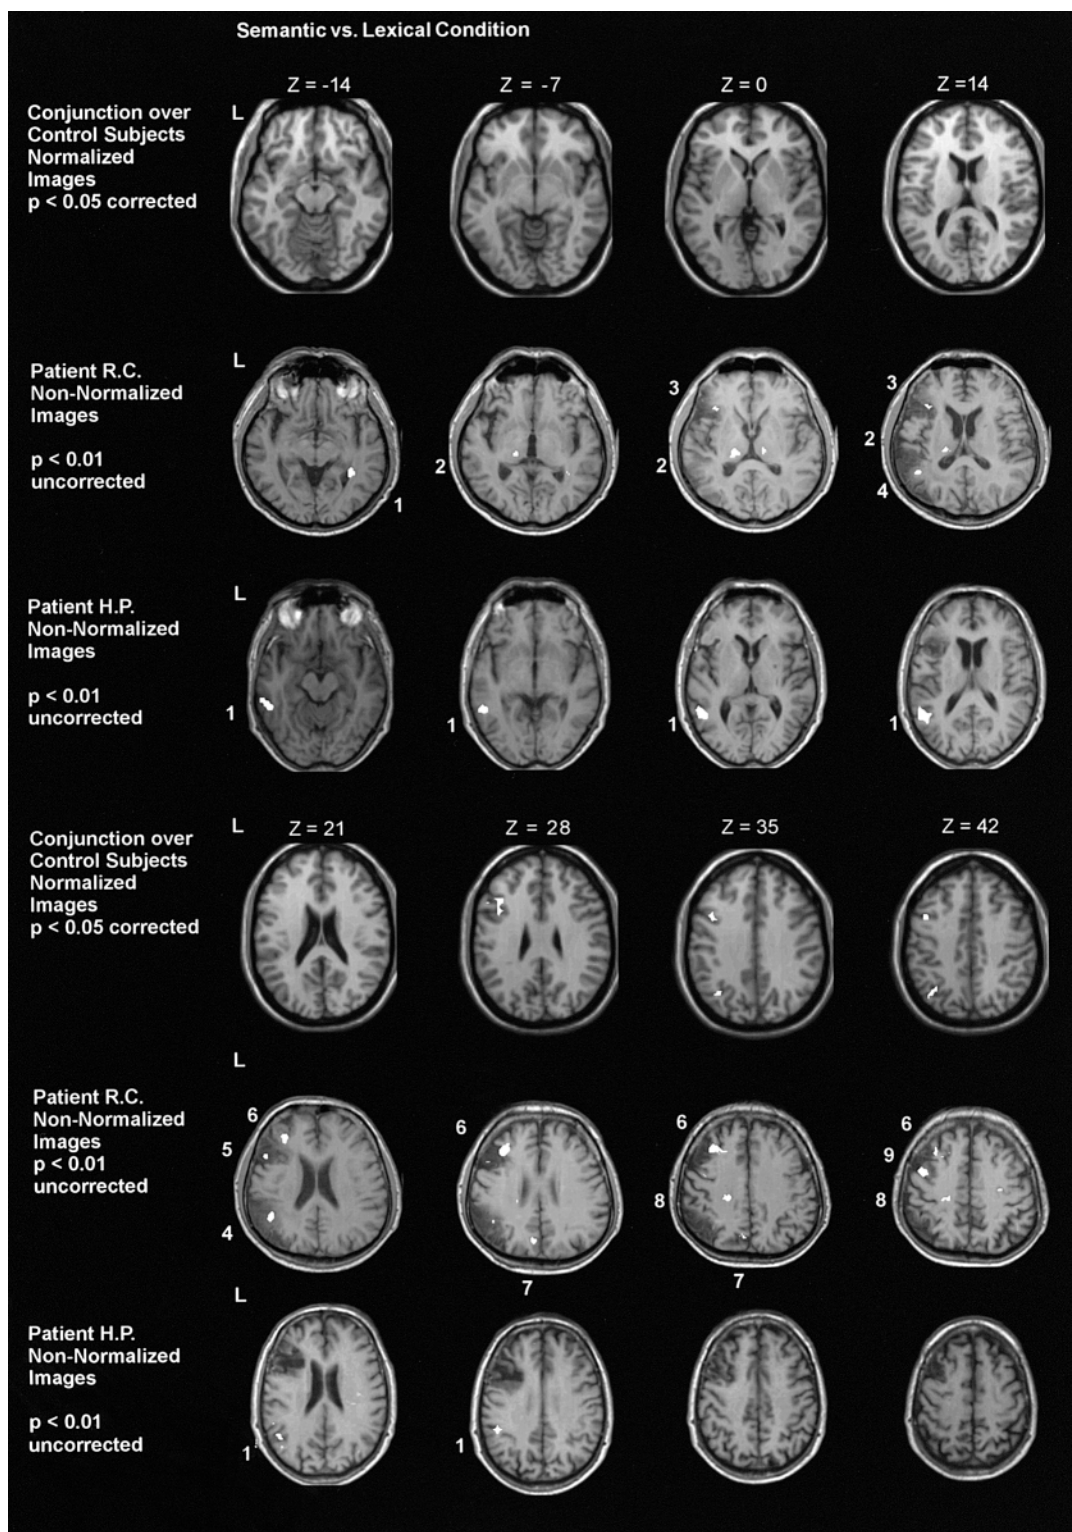 Semantic vs. Lexical Condition
Z = -14 Z = -7 Z = 0 Z =14
Conjunction over
Control Subjects
Normalized
Images
p < 0.05 corrected
L
Patient R.C.
Non-Normalized
Images
p < 0.01
uncorrected
L
1
2
3
2
3
2
4
Patient H.P.
Non-Normalized
Images
p < 0.01
uncorrected
L
1
1
1
1
Conjunction over
Control Subjects
Normalized
Images
p < 0.05 corrected
L
Z = 21 Z = 28 Z = 35 Z = 42
Patient R.C.
Non-Normalized
Images
p < 0.01
uncorrected
L
6
5
4
6
7
6
8
7
6
9
8
Patient H.P.
Non-Normalized
Images
p < 0.01
uncorrected
L
1
1